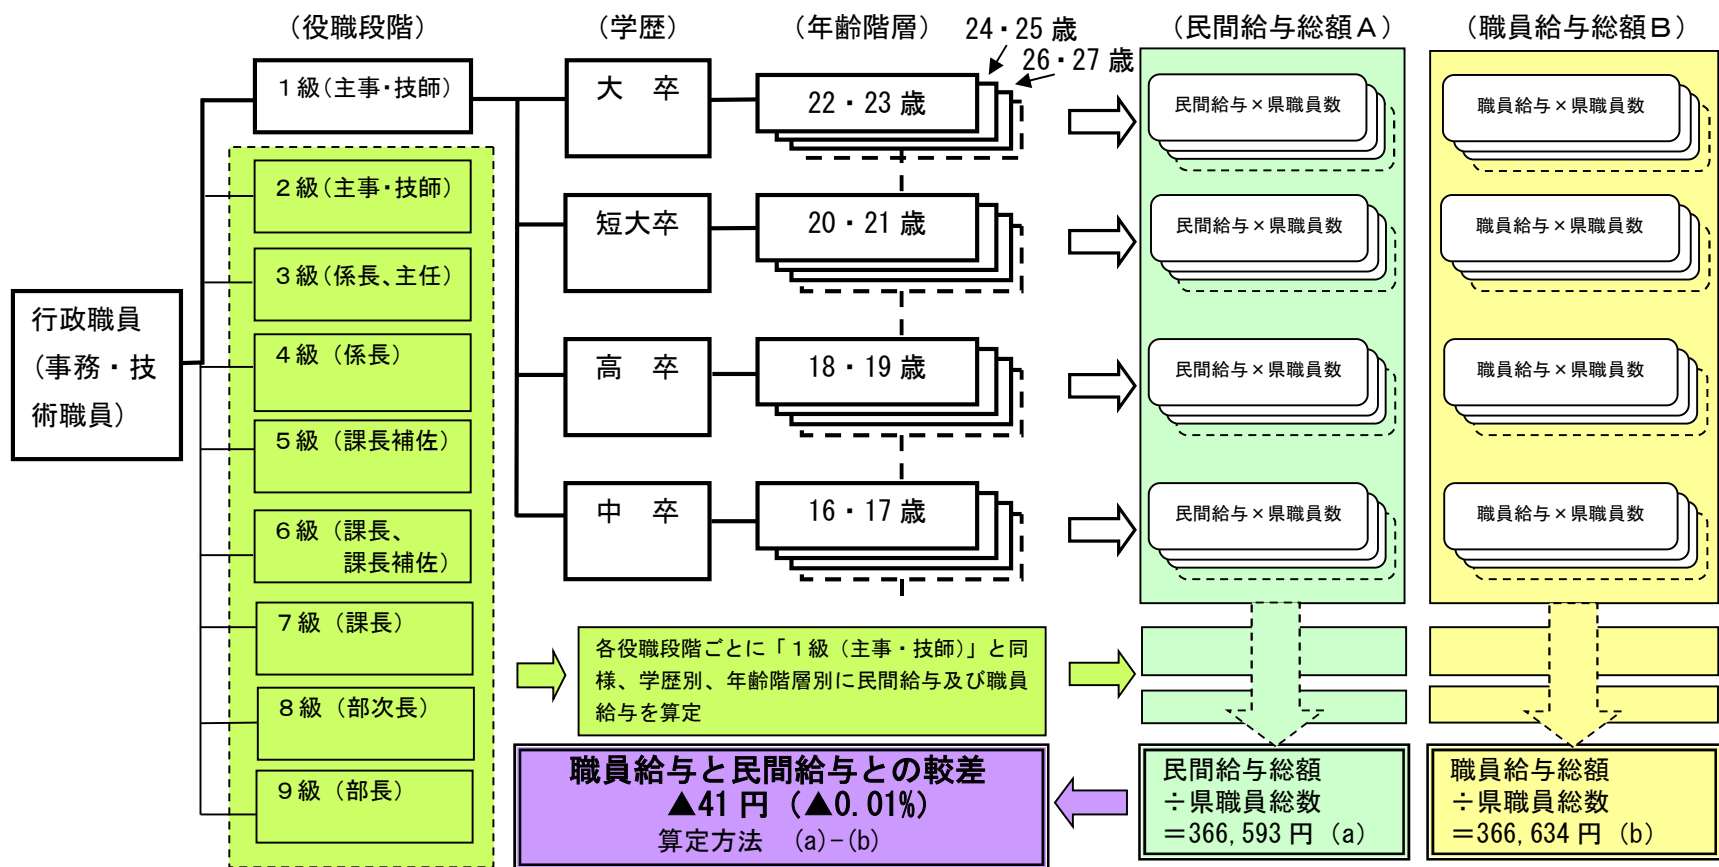 （役職段階）
（学歴）
（年齢階層）
24・25 歳
26・27 歳
（民間給与総額Ａ）
（職員給与総額Ｂ）
１級（主事・技師）
２級（主事・技師）
３級（係長、主任）
４級（係長）
５級（課長補佐）
６級（課長、
課長補佐）
７級（課長）
８級（部次長）
９級（部長）
行政職員
（事務・技
術職員）
大　卒
短大卒
高　卒
中　卒
22・23 歳
20・21 歳
18・19 歳
16・17 歳
民間給与×県職員数
民間給与×県職員数
民間給与×県職員数
民間給与×県職員数
職員給与×県職員数
職員給与×県職員数
職員給与×県職員数
職員給与×県職員数
各役職段階ごとに「１級（主事・技師）」と同
様、学歴別、年齢階層別に民間給与及び職員
給与を算定
職員給与と民間給与との較差
▲41 円（▲0.01%）
算定方法　(a)-(b)
民間給与総額
÷県職員総数
＝366,593 円 (a)
職員給与総額
÷県職員総数
＝366,634 円 (b)